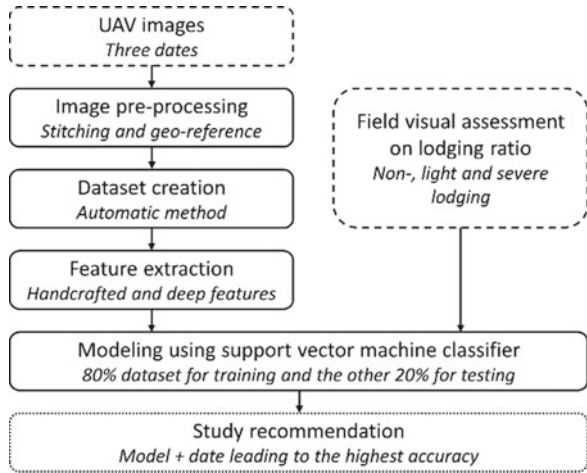 UAV images
Three dates
Image pre-processing
Stitching and geo-reference
Dataset creation
Automatic method
Feature extraction
Handcrafted and deep features
Field visual assessment
on lodging ratio
Non-, light and severe
lodging
Modeling using support vector machine classifier
80% dataset for training and the other 20% for testing
Study recommendation
Model + date leading to the highest accuracy